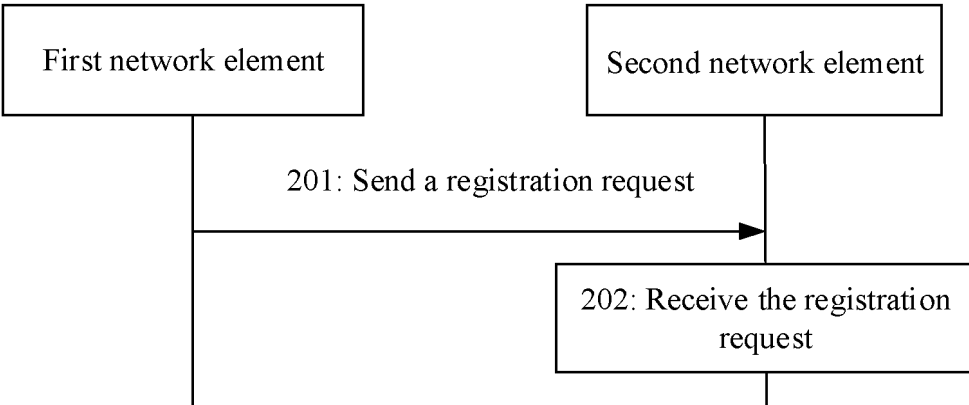 First network element
Second network element
201: Send a registration request
202: Receive the registration
request